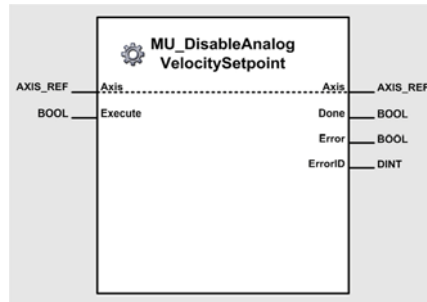 MU_DisableAnalog
VelocitySetpoint
AXIS_REF Axis Axis AXIS_REF
BOOL Execute Done BOOL
Error BOOL
ErrorID DINT